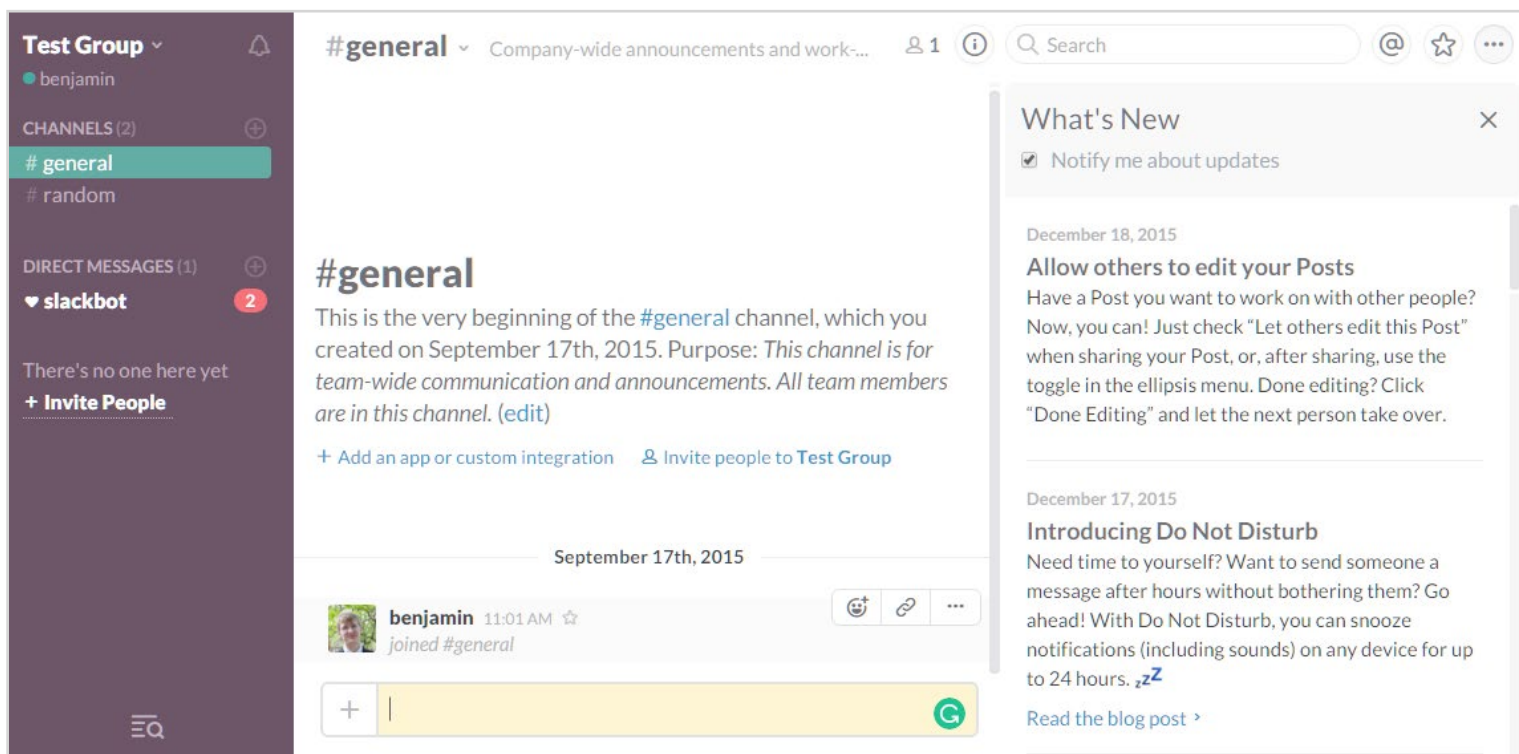 Test Group
benjamin
CHANNELS (2)
# general
# random
DIRECT MESSAGES (1)
♥ slackbot 2
There's no one here yet
+ Invite People
#general
Company-wide announcements and work-...
1
Search
#general
This is the very beginning of the #general channel, which you
created on September 17th, 2015. Purpose: This channel is for
team-wide communication and announcements. All team members
are in this channel. (edit)
+ Add an app or custom integration
Invite people to Test Group
September 17th, 2015
benjamin 11:01 AM
joined #general
What's New
Notify me about updates
December 18, 2015
Allow others to edit your Posts
Have a Post you want to work on with other people?
Now, you can! Just check “Let others edit this Post”
when sharing your Post, or, after sharing, use the
toggle in the ellipsis menu. Done editing? Click
“Done Editing” and let the next person take over.
December 17, 2015
Introducing Do Not Disturb
Need time to yourself? Want to send someone a
message after hours without bothering them? Go
ahead! With Do Not Disturb, you can snooze
notifications (including sounds) on any device for up
to 24 hours. zzZ
Read the blog post ›